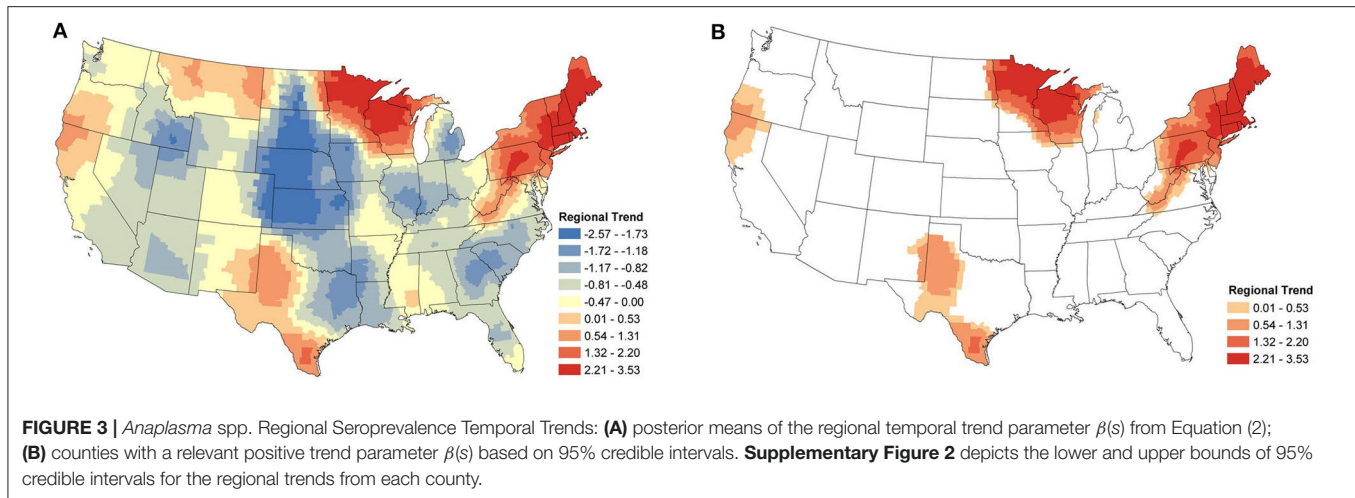 A
B
Regional Trend
-2.57 - -1.73
-1.72 - -1.18
-1.17 - -0.82
-0.81 - -0.48
-0.47 - 0.00
0.01 - 0.53
0.54 - 1.31
1.32 - 2.20
2.21 - 3.53
Regional Trend
0.01 - 0.53
0.54 - 1.31
1.32 - 2.20
2.21 - 3.53
FIGURE 3 | Anaplasma spp. Regional Seroprevalence Temporal Trends: (A) posterior means of the regional temporal trend parameter β(s) from Equation (2);
(B) counties with a relevant positive trend parameter β(s) based on 95% credible intervals. Supplementary Figure 2 depicts the lower and upper bounds of 95%
credible intervals for the regional trends from each county.